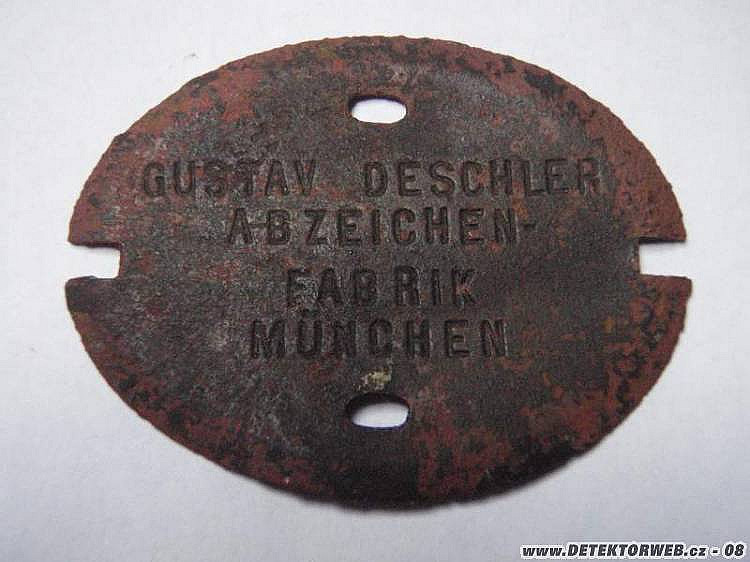 GUSTAV DESCHLER
ABZEICHEN-
FABRIK
MÜNCHEN
www.DETEKTORWEB.cz - 08